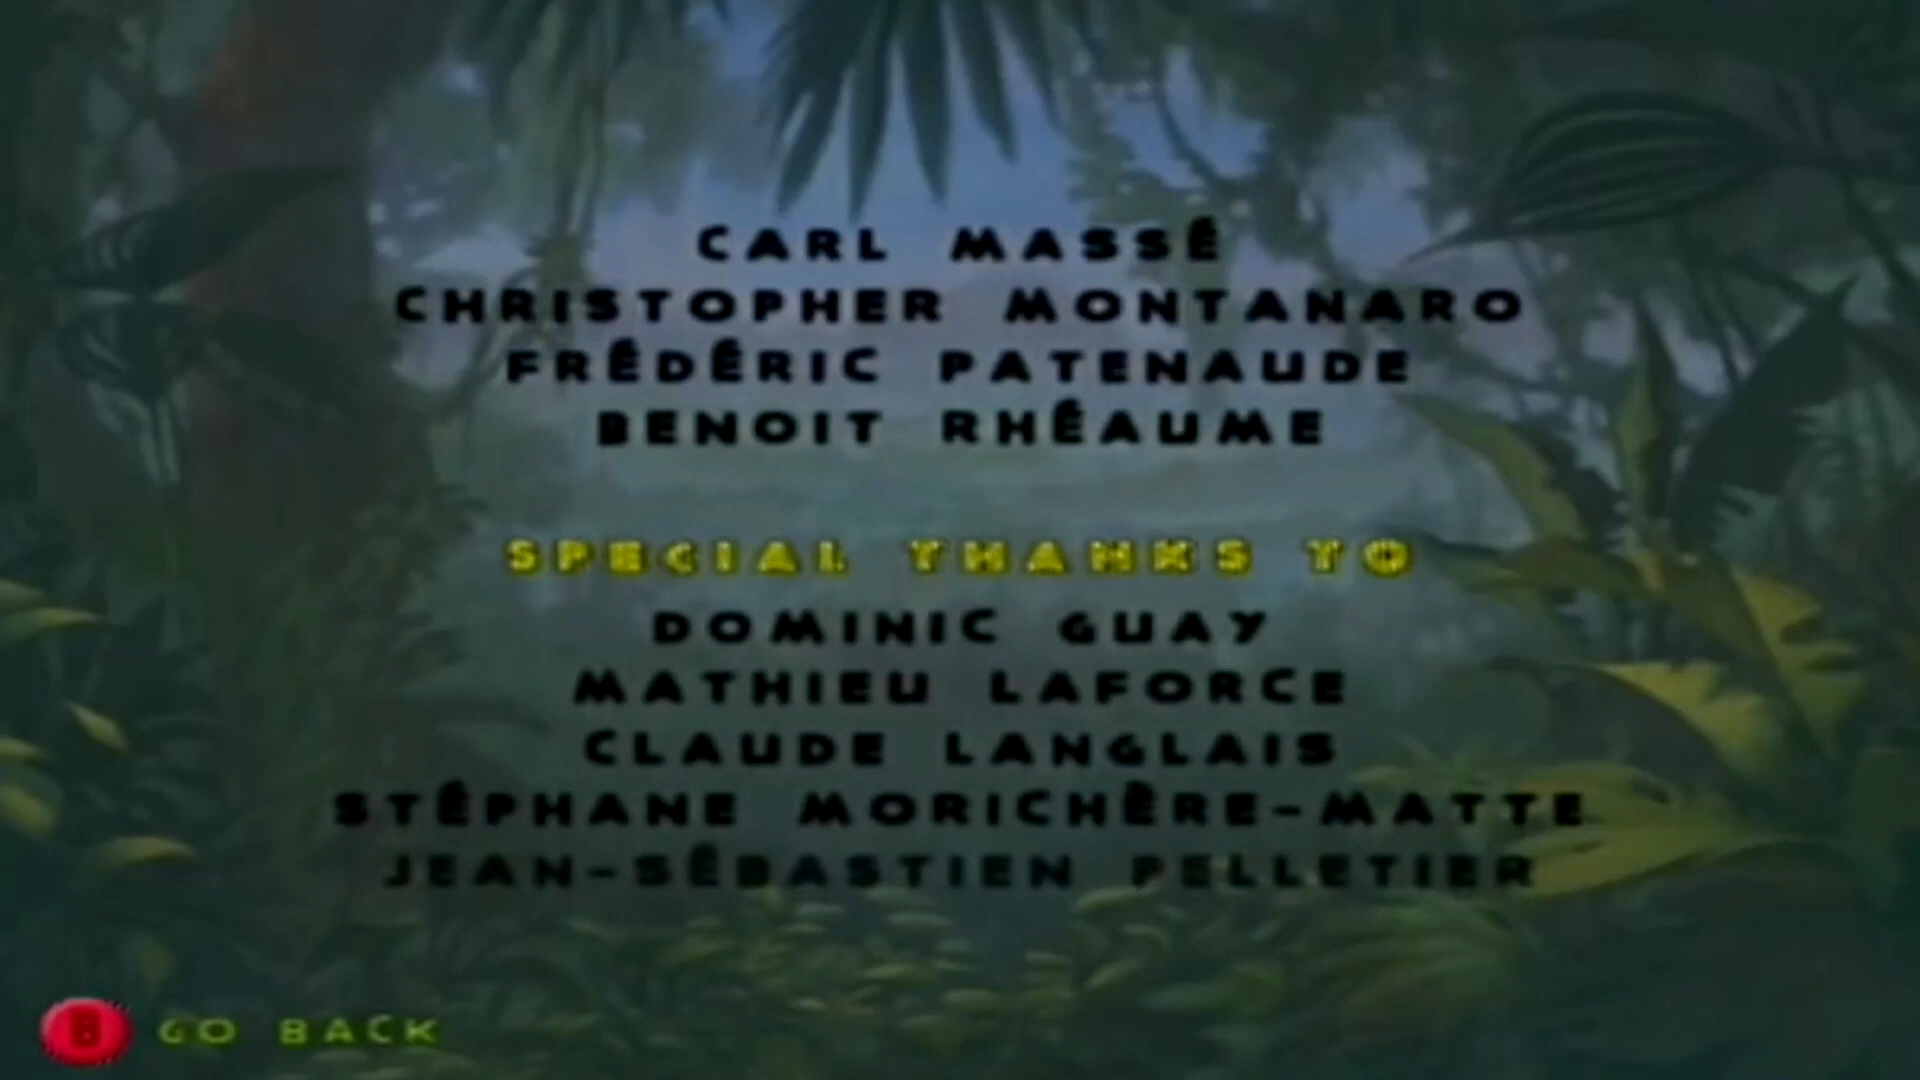 CARL MASSÉ
CHRISTOPHER MONTANARO
FRÉDÉRIC PATENAUDE
BENOIT RHÉAUME
SPECIAL THANKS TO
DOMINIC GUAY
MATHIEU LAFORCE
CLAUDE LANGLAIS
STÉPHANE MORICHÈRE-MATTE
JEAN-SÉBASTIEN PELLETIER
B GO BACK